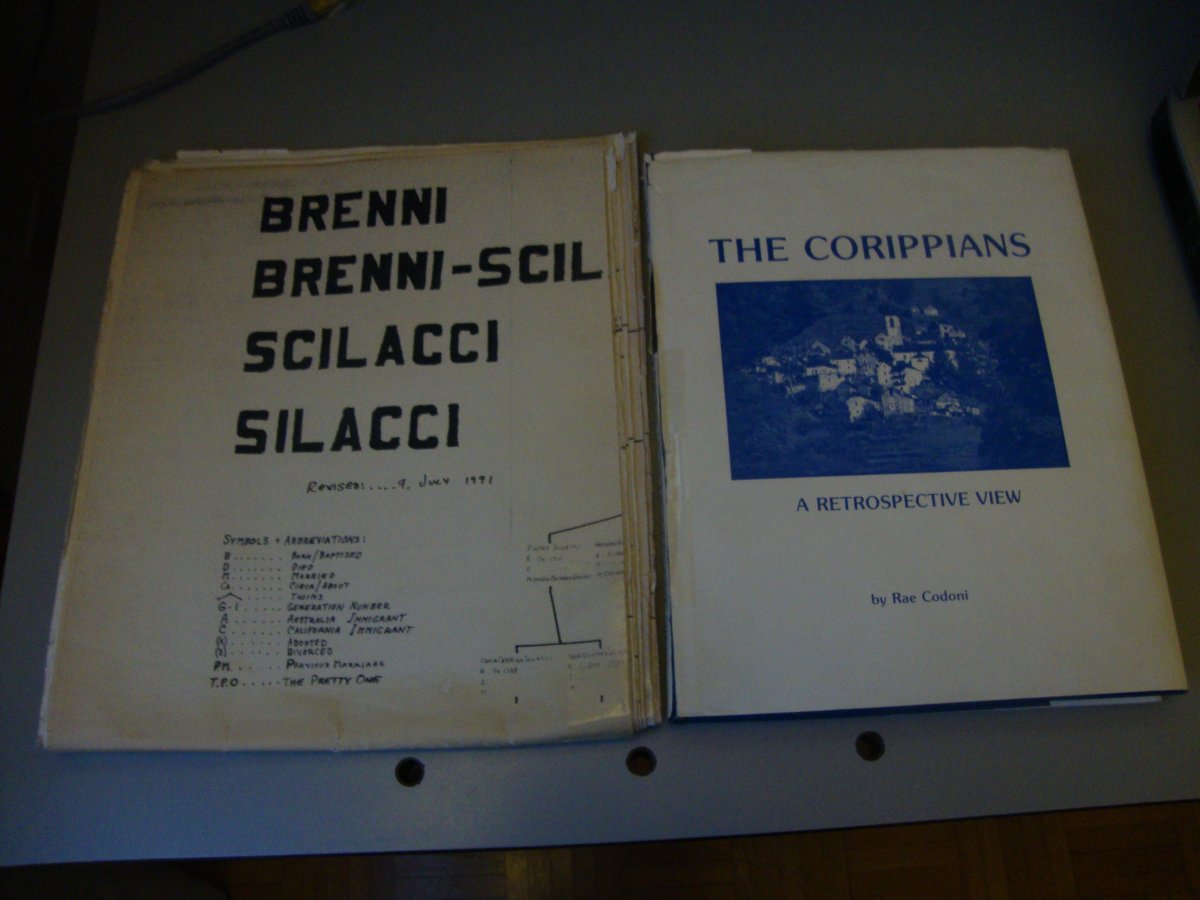 BRENNI
BRENNI-SCIL
SCILACCI
SILACCI
REVISED:....9, JULY 1991
SYMBOLS + ABBREVIATIONS:
B....... BORN/BAPTISED
D....... DIED
M....... MARRIED
CA....... CIRCA/ABOUT
...... TWINS
G-1 ...... GENERATION NUMBER
A ...... AUSTRALIA IMMIGRANT
C ...... CALIFORNIA IMMIGRANT
(A)...... ADOPTED
(D)...... DIVORCED
P.M....... PREVIOUS MARRIAGE
T.P.O ..... THE PRETTY ONE
THE CORIPPIANS
A RETROSPECTIVE VIEW
by Rae Codoni